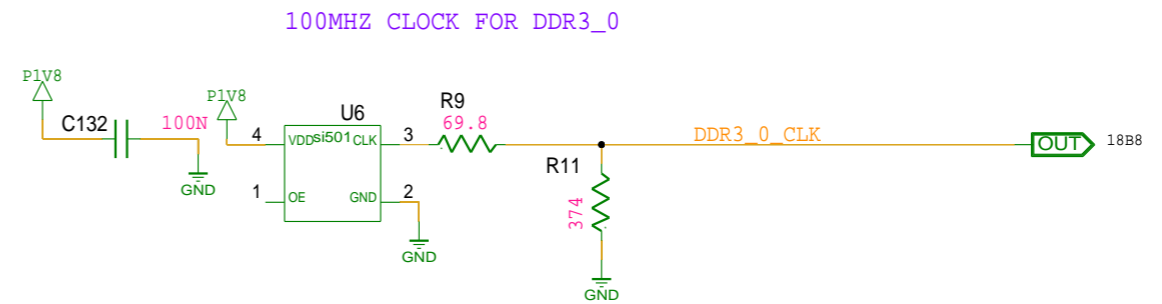 100MHZ CLOCK FOR DDR3_0
P1V8
C132
100N
GND
P1V8
U6
4
VDD
si501
CLK
3
1
OE
GND
2
GND
R9
69.8
R11
374
GND
DDR3_0_CLK
OUT
18B8